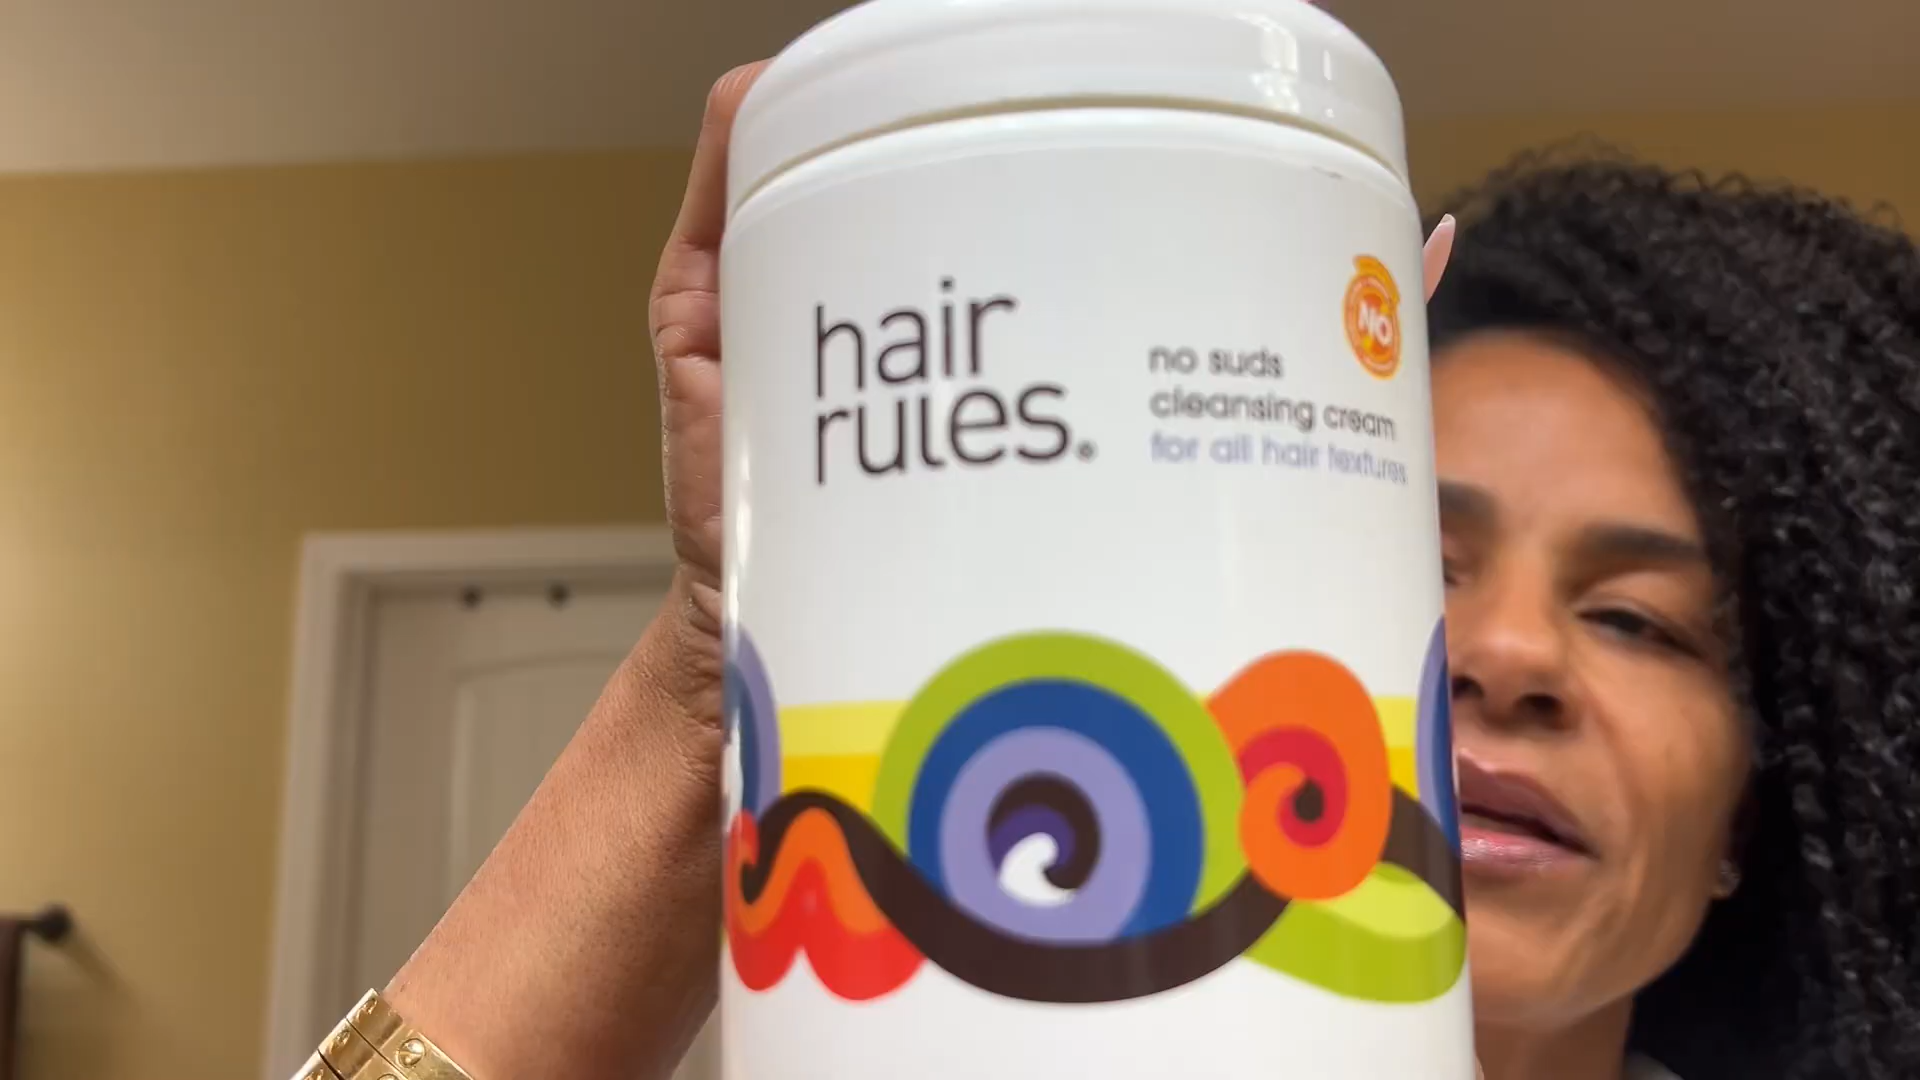 hair
rules.
NO
no suds
cleansing cream
for all hair textures